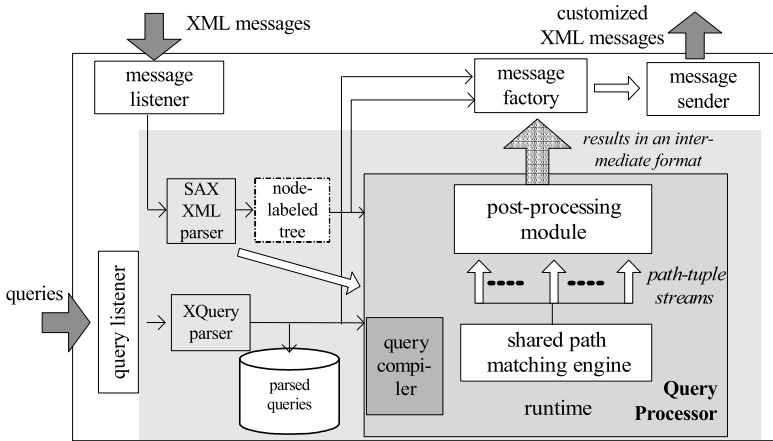 XML messages
customized
XML messages
message
listener
message
factory
message
sender
results in an inter-
mediate format
SAX
XML
parser
node-
labeled
tree
post-processing
module
path-tuple
streams
queries
query listener
XQuery
parser
parsed
queries
query
compi-
ler
shared path
matching engine
runtime
Query
Processor